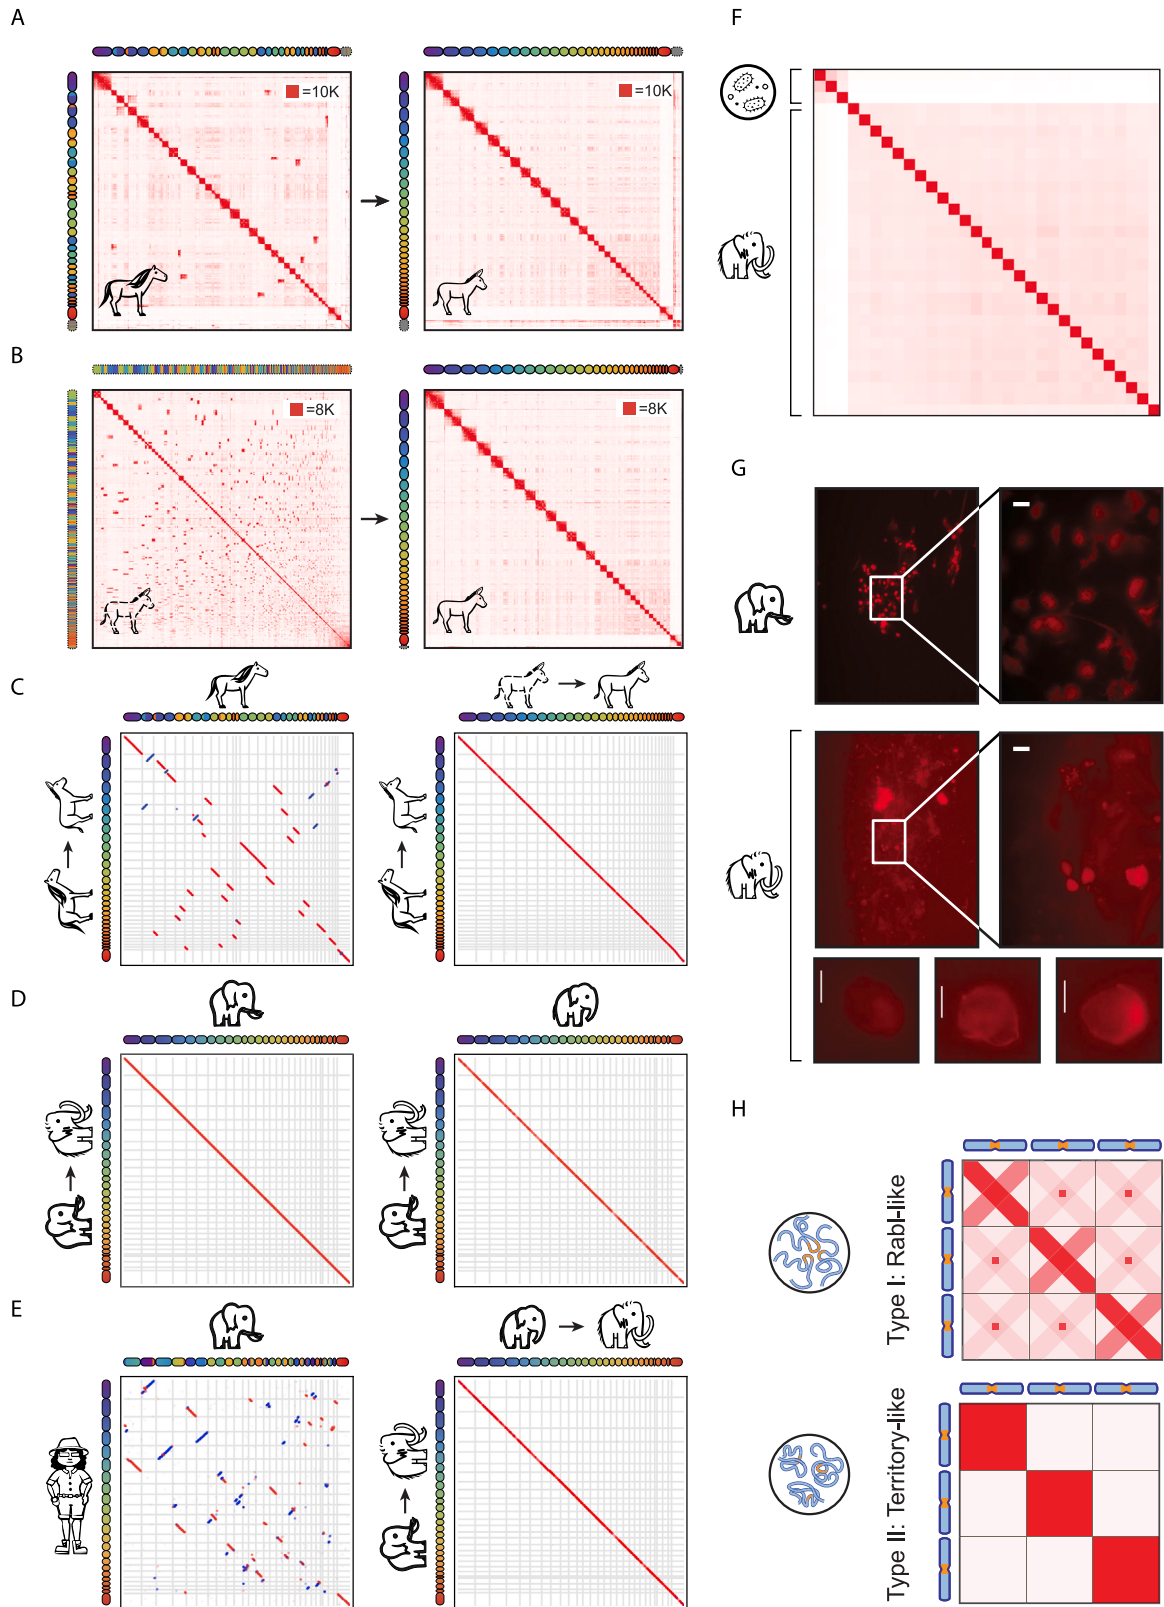 A
=10K
=10K
B
=8K
=8K
C
D
E
F
G
H
Type I: Rabl-like
Type II: Territory-like